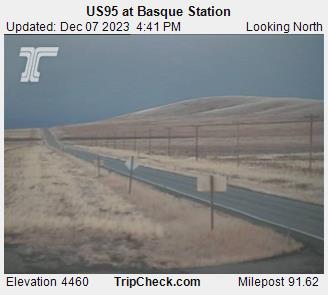 US95 at Basque Station
Updated: Dec 07 2023 4:41 PM Looking North
Elevation 4460 TripCheck.com Milepost 91.62